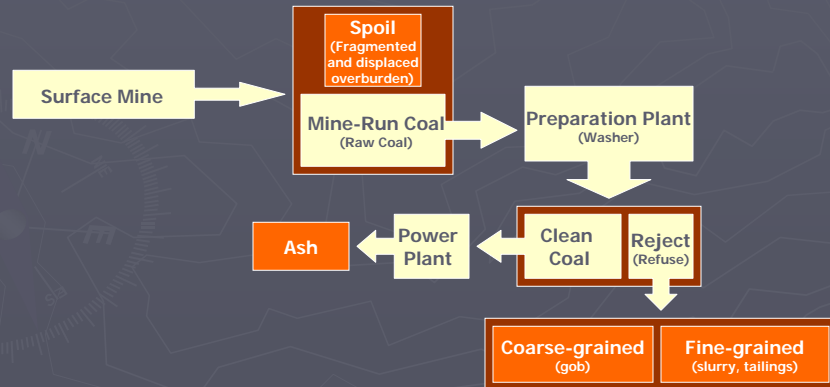 Spoil
(Fragmented
and displaced
overburden)
Surface Mine
Mine-Run Coal
(Raw Coal)
Preparation Plant
(Washer)
N
E
SE
Ash
Power
Plant
Clean
Coal
Reject
(Refuse)
Coarse-grained
(gob)
Fine-grained
(slurry, tailings)